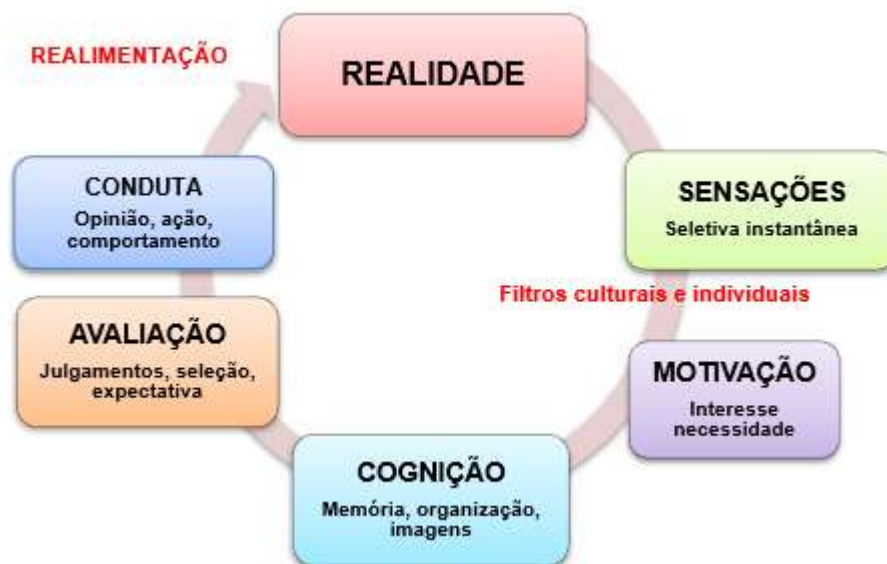 REALIMENTAÇÃO
REALIDADE
SENSAÇÕES
Seletiva instantânea
Filtros culturais e individuais
MOTIVAÇÃO
Interesse
necessidade
COGNIÇÃO
Memória, organização,
imagens
AVALIAÇÃO
Julgamentos, seleção,
expectativa
CONDUTA
Opinião, ação,
comportamento